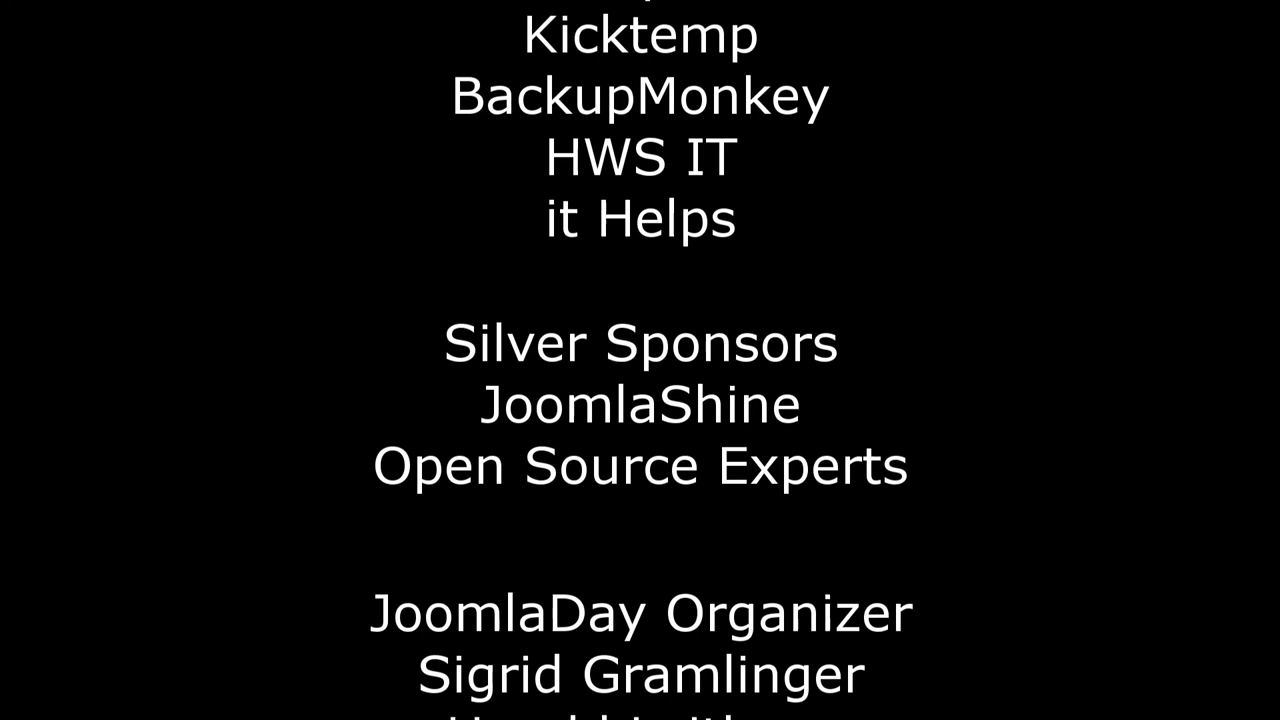 Kicktemp
BackupMonkey
HWS IT
it Helps
Silver Sponsors
JoomlaShine
Open Source Experts
JoomlaDay Organizer
Sigrid Gramlinger